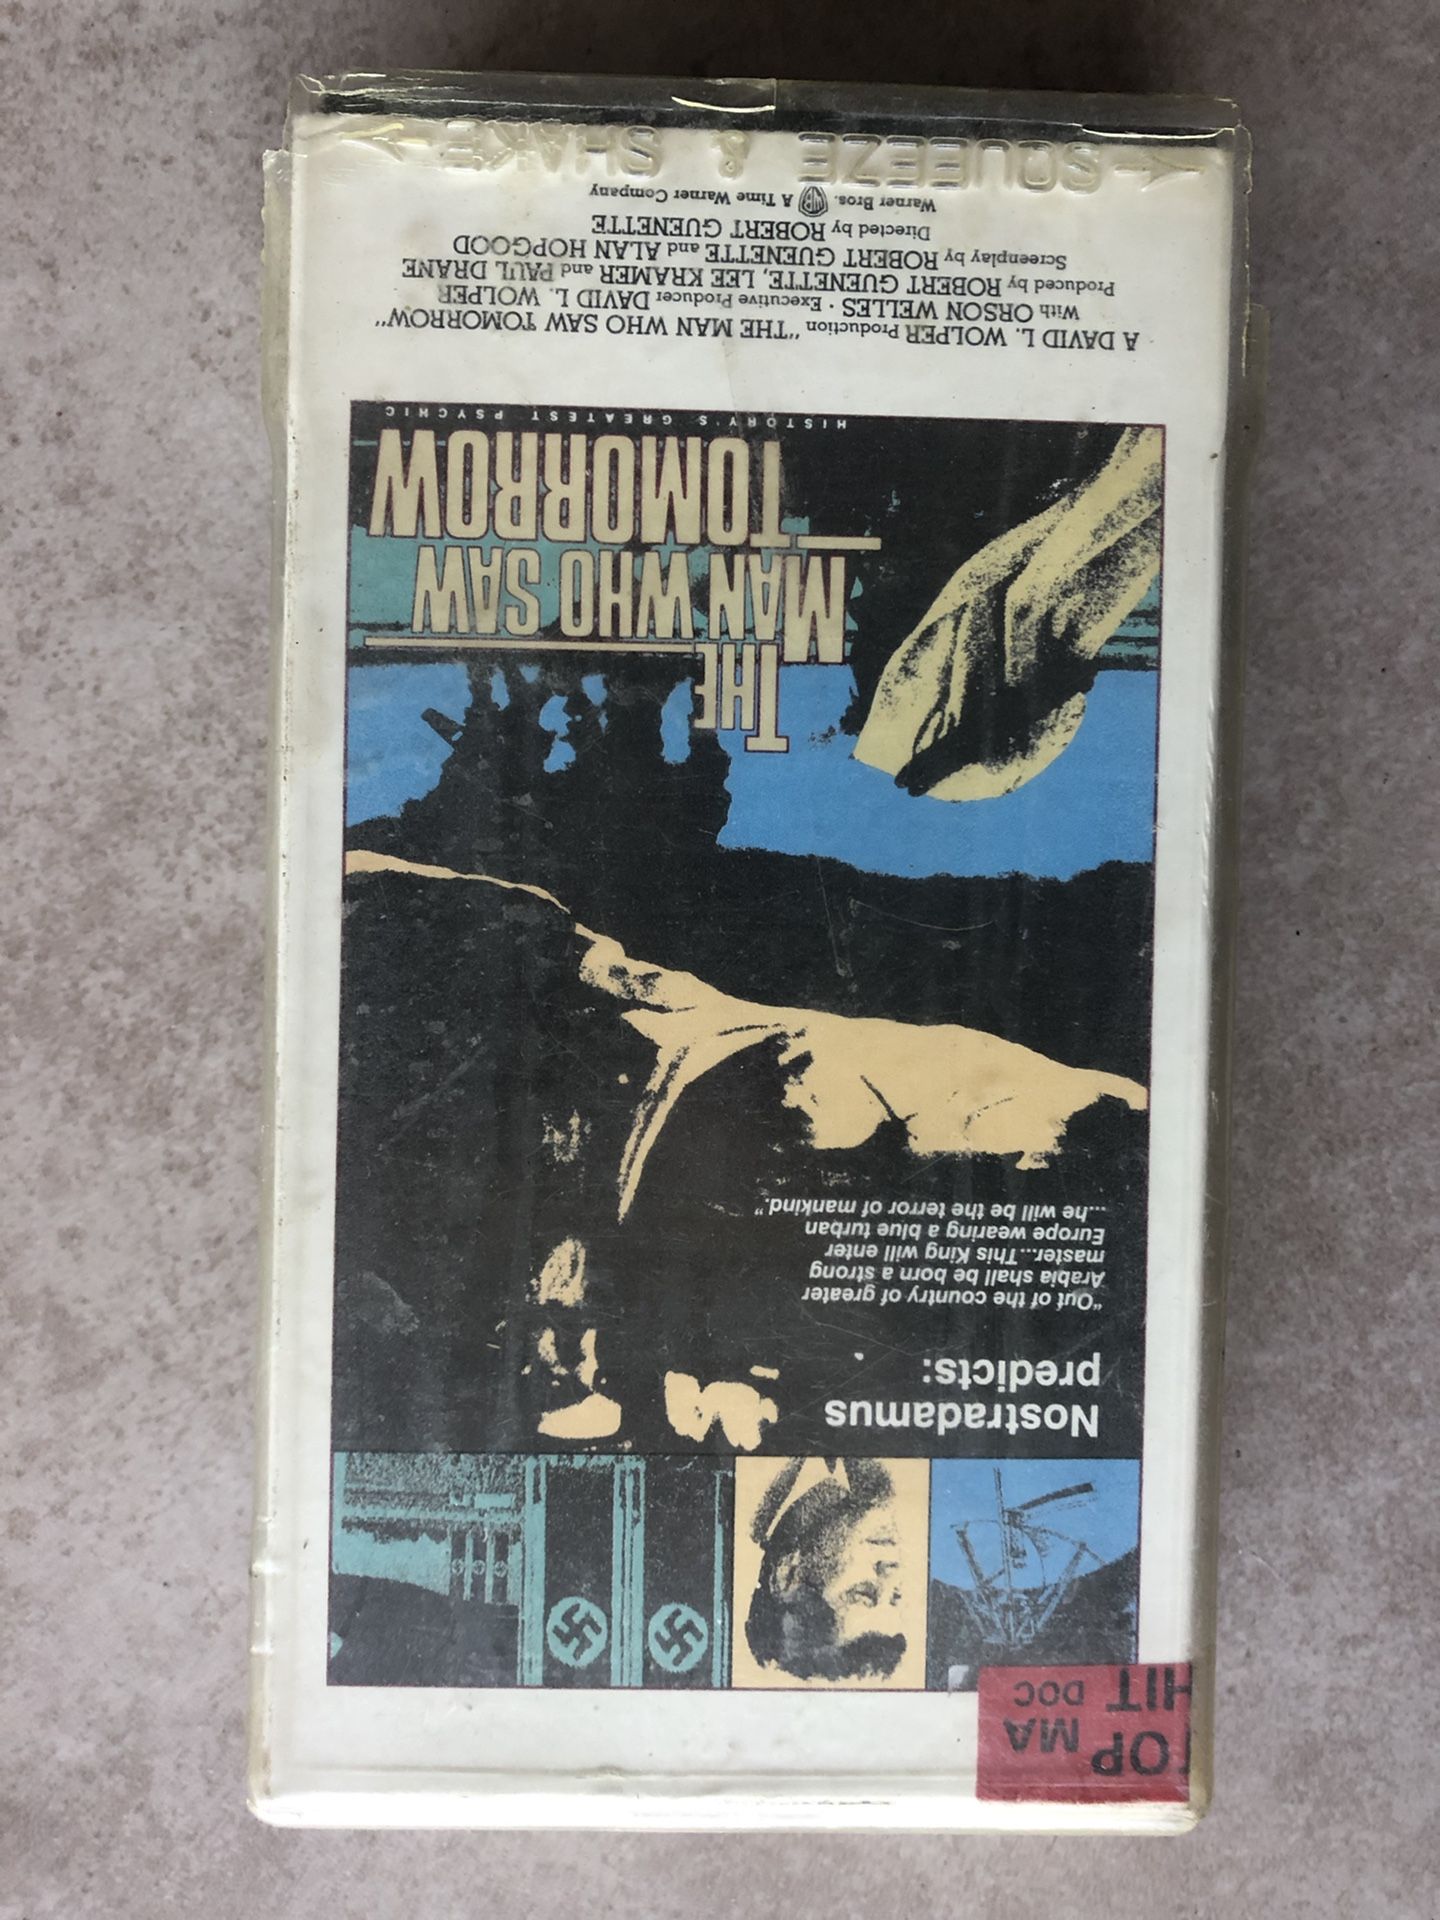 TOP MA
HIT DOC
Nostradamus
predicts:
"Out of the country of greater
Arabia shall be born a strong
master....This King will enter
Europe wearing a blue turban
...he will be the terror of mankind."
THE
MAN WHO SAW
TOMORROW
HISTORY'S GREATEST PSYCHIC
A DAVID L. WOLPER Production "THE MAN WHO SAW TOMORROW"
With ORSON WELLES · Executive Producer DAVID L. WOLPER
Produced by ROBERT GUENETTE, LEE KRAMER and PAUL DRANE
Screenplay by ROBERT GUENETTE and ALAN HOPGOOD
Directed by ROBERT GUENETTE
Warner Bros. WB A Time Warner Company
SQUEEZE & SHAKE